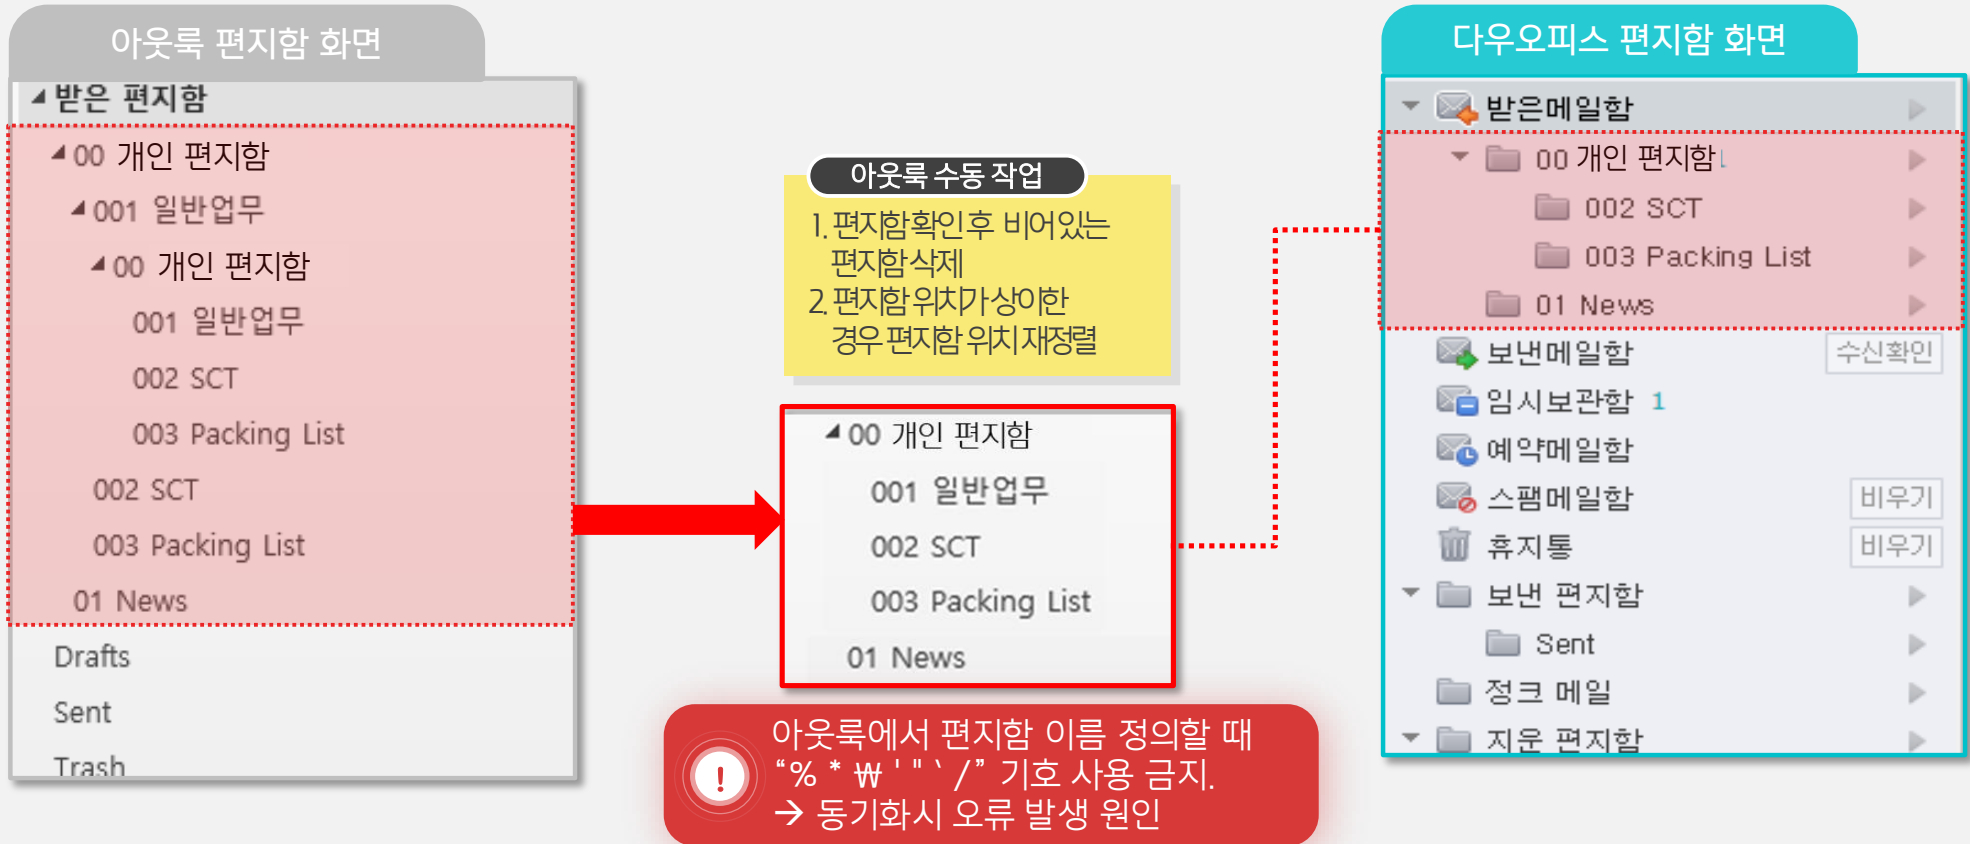 아웃룩 편지함 화면
받은 편지함
00 개인 편지함
001 일반업무
00 개인 편지함
001 일반업무
002 SCT
003 Packing List
002 SCT
003 Packing List
01 News
Drafts
Sent
Trash
아웃룩 수동 작업
1. 편지함 확인 후 비어 있는
편지함 삭제
2. 편지함 위치가 상이한
경우 편지함 위치 재정렬
00 개인 편지함
001 일반업무
002 SCT
003 Packing List
01 News
아웃룩에서 편지함 이름 정의할 때
“% * ₩ ' " ` /” 기호 사용 금지.
→ 동기화시 오류 발생 원인
다우오피스 편지함 화면
받은메일함
00 개인 편지함
002 SCT
003 Packing List
01 News
보낸메일함 수신확인
임시보관함 1
예약메일함
스팸메일함 비우기
휴지통 비우기
보낸 편지함
Sent
정크 메일
지운 편지함